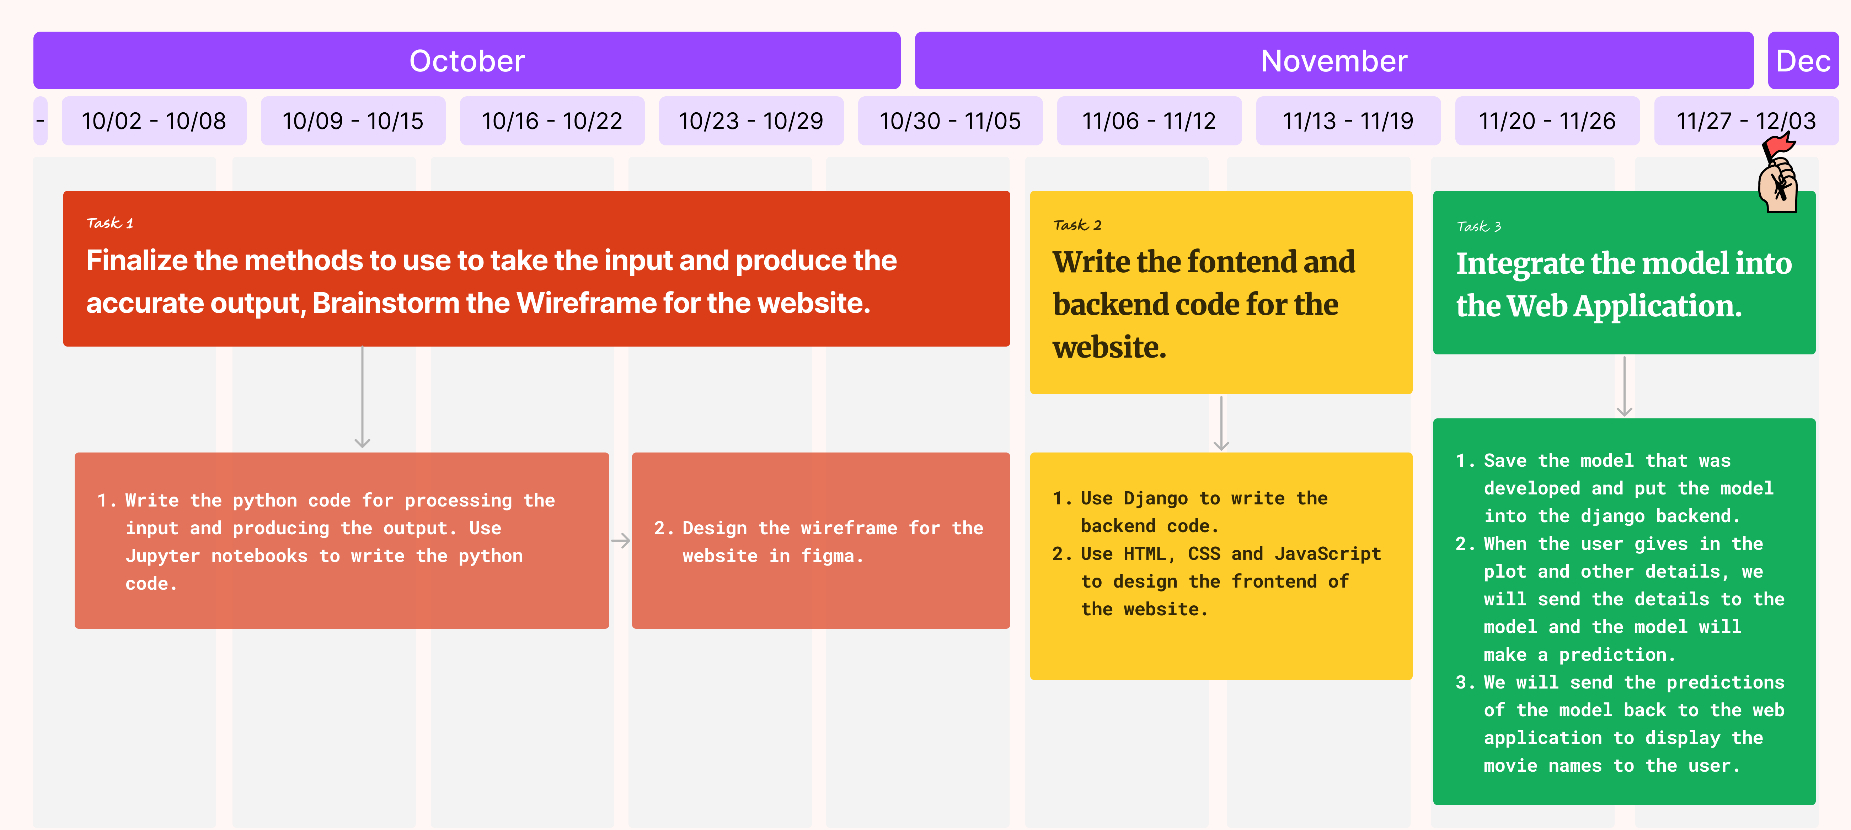 October
November
Dec
-
10/02 - 10/08
10/09 - 10/15
10/16 - 10/22
10/23 - 10/29
10/30 - 11/05
11/06 - 11/12
11/13 - 11/19
11/20 - 11/26
11/27 - 12/03
Task 1
Finalize the methods to use to take the input and produce the
accurate output, Brainstorm the Wireframe for the website.
1. Write the python code for processing the
input and producing the output. Use
Jupyter notebooks to write the python
code.
2. Design the wireframe for the
website in figma.
Task 2
Write the fontend and
backend code for the
website.
1. Use Django to write the
backend code.
2. Use HTML, CSS and JavaScript
to design the frontend of
the website.
Task 3
Integrate the model into
the Web Application.
1. Save the model that was
developed and put the model
into the django backend.
2. When the user gives in the
plot and other details, we
will send the details to the
model and the model will
make a prediction.
3. We will send the predictions
of the model back to the web
application to display the
movie names to the user.